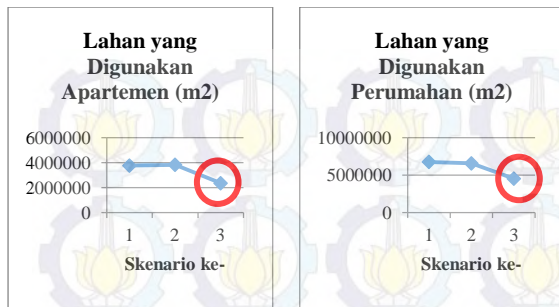 Lahan yang
Digunakan
Apartemen (m2)
6000000
4000000
2000000
0
1 2 3
Skenario ke-
Lahan yang
Digunakan
Perumahan (m2)
10000000
5000000
0
1 2 3
Skenario ke-